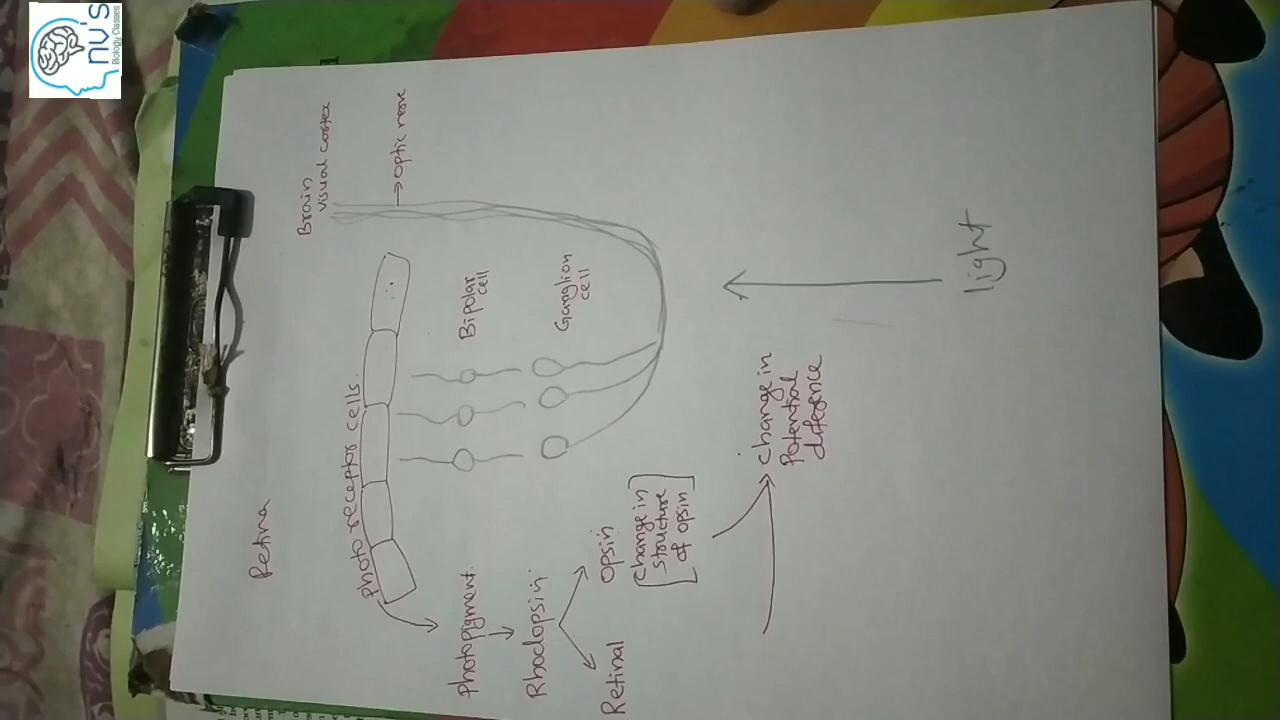 NV'S
Biology Classes
Retina
Brain
visual cortex
→ Optic nerve
Photo receptor cells.
Bipolar
cell
Ganglion
cell
Photopigment.
Rhodopsin
Retinal
Opsin
[Change in
structure
of opsin]
Change in
Potential
difference
light